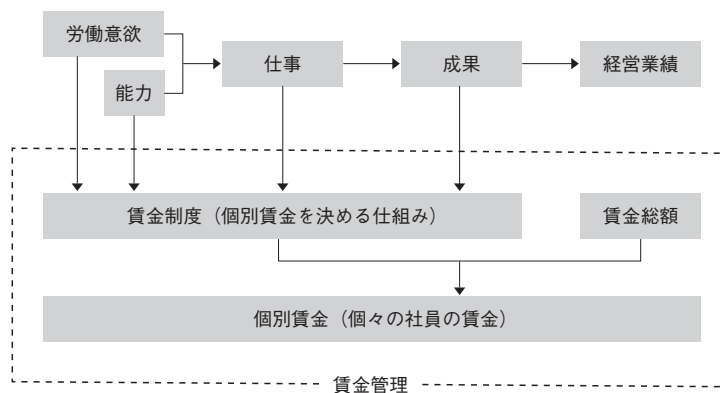 労働意欲
能力
仕事
成果
経営業績
賃金制度（個別賃金を決める仕組み）
賃金総額
個別賃金（個々の社員の賃金）
賃金管理